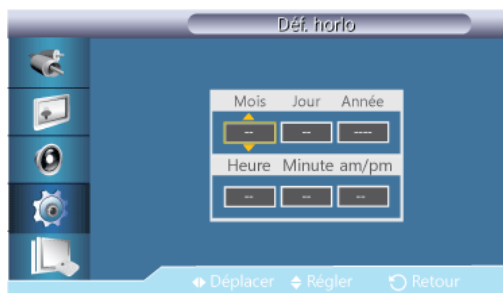 Déf. horlo
Mois Jour Année
-- -- ----
Heure Minute am/pm
-- -- --
Déplacer Régler Retour